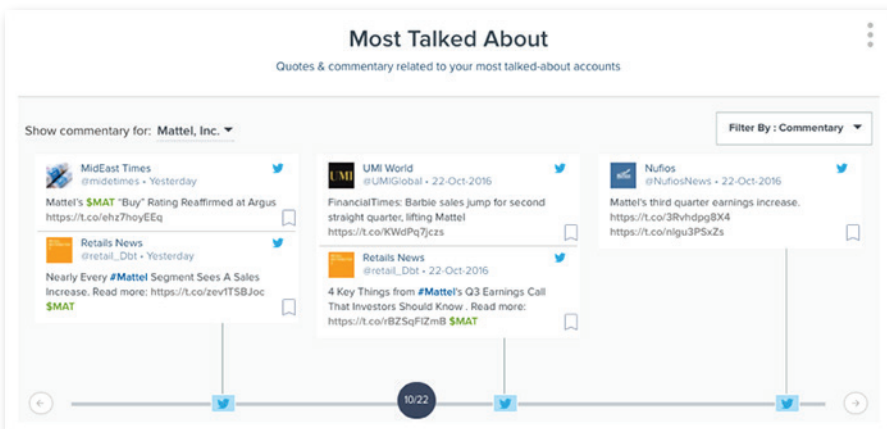 Most Talked About
Quotes & commentary related to your most talked-about accounts
Show commentary for: Mattel, Inc.
Filter By : Commentary
MidEast Times
@midetimes • Yesterday
Mattel's $MAT "Buy" Rating Reaffirmed at Argus
https://t.co/ehz7hoyEEq
Retails News
@retail_Dbt • Yesterday
Nearly Every #Mattel Segment Sees A Sales
Increase. Read more: https://t.co/zev1TSBJoc
$MAT
UMI
UMI World
@UMIGlobal • 22-Oct-2016
FinancialTimes: Barbie sales jump for second
straight quarter, lifting Mattel
https://t.co/KWdPq7jczs
Retails News
@retail_Dbt • 22-Oct-2016
4 Key Things from #Mattel's Q3 Earnings Call
That Investors Should Know . Read more:
https://t.co/rBZSqFIZmB $MAT
Nufios
@NufiosNews • 22-Oct-2016
Mattel's third quarter earnings increase.
https://t.co/3Rvhdpg8X4
https://t.co/nlgu3PSxZs
10/22